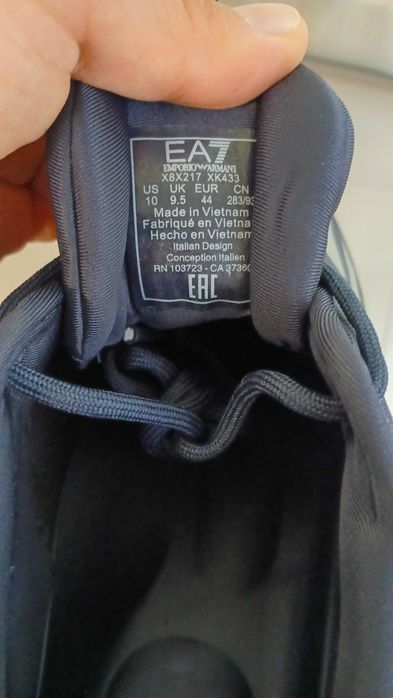 EA7
EMPORIO ARMANI
X8X217 XK433
US UK EUR CN
10 9.5 44 283/93
Made in Vietnam
Fabriqué en Vietna
Hecho en Vietnam
Italian Design
Conception Italien
RN 103723 - CA 37360
EAC